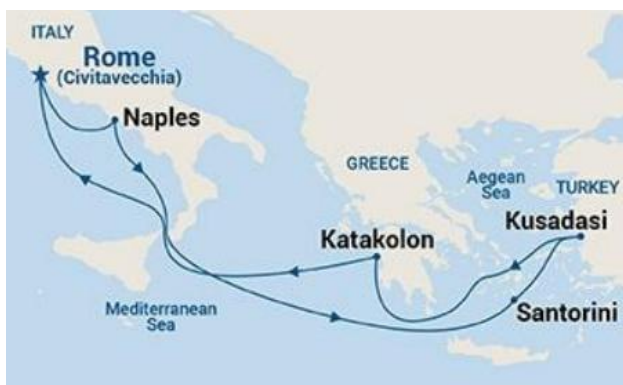 ITALY
Rome
(Civitavecchia)
Naples
GREECE
Aegean
Sea
TURKEY
Kusadasi
Katakolon
Santorini
Mediterranean
Sea